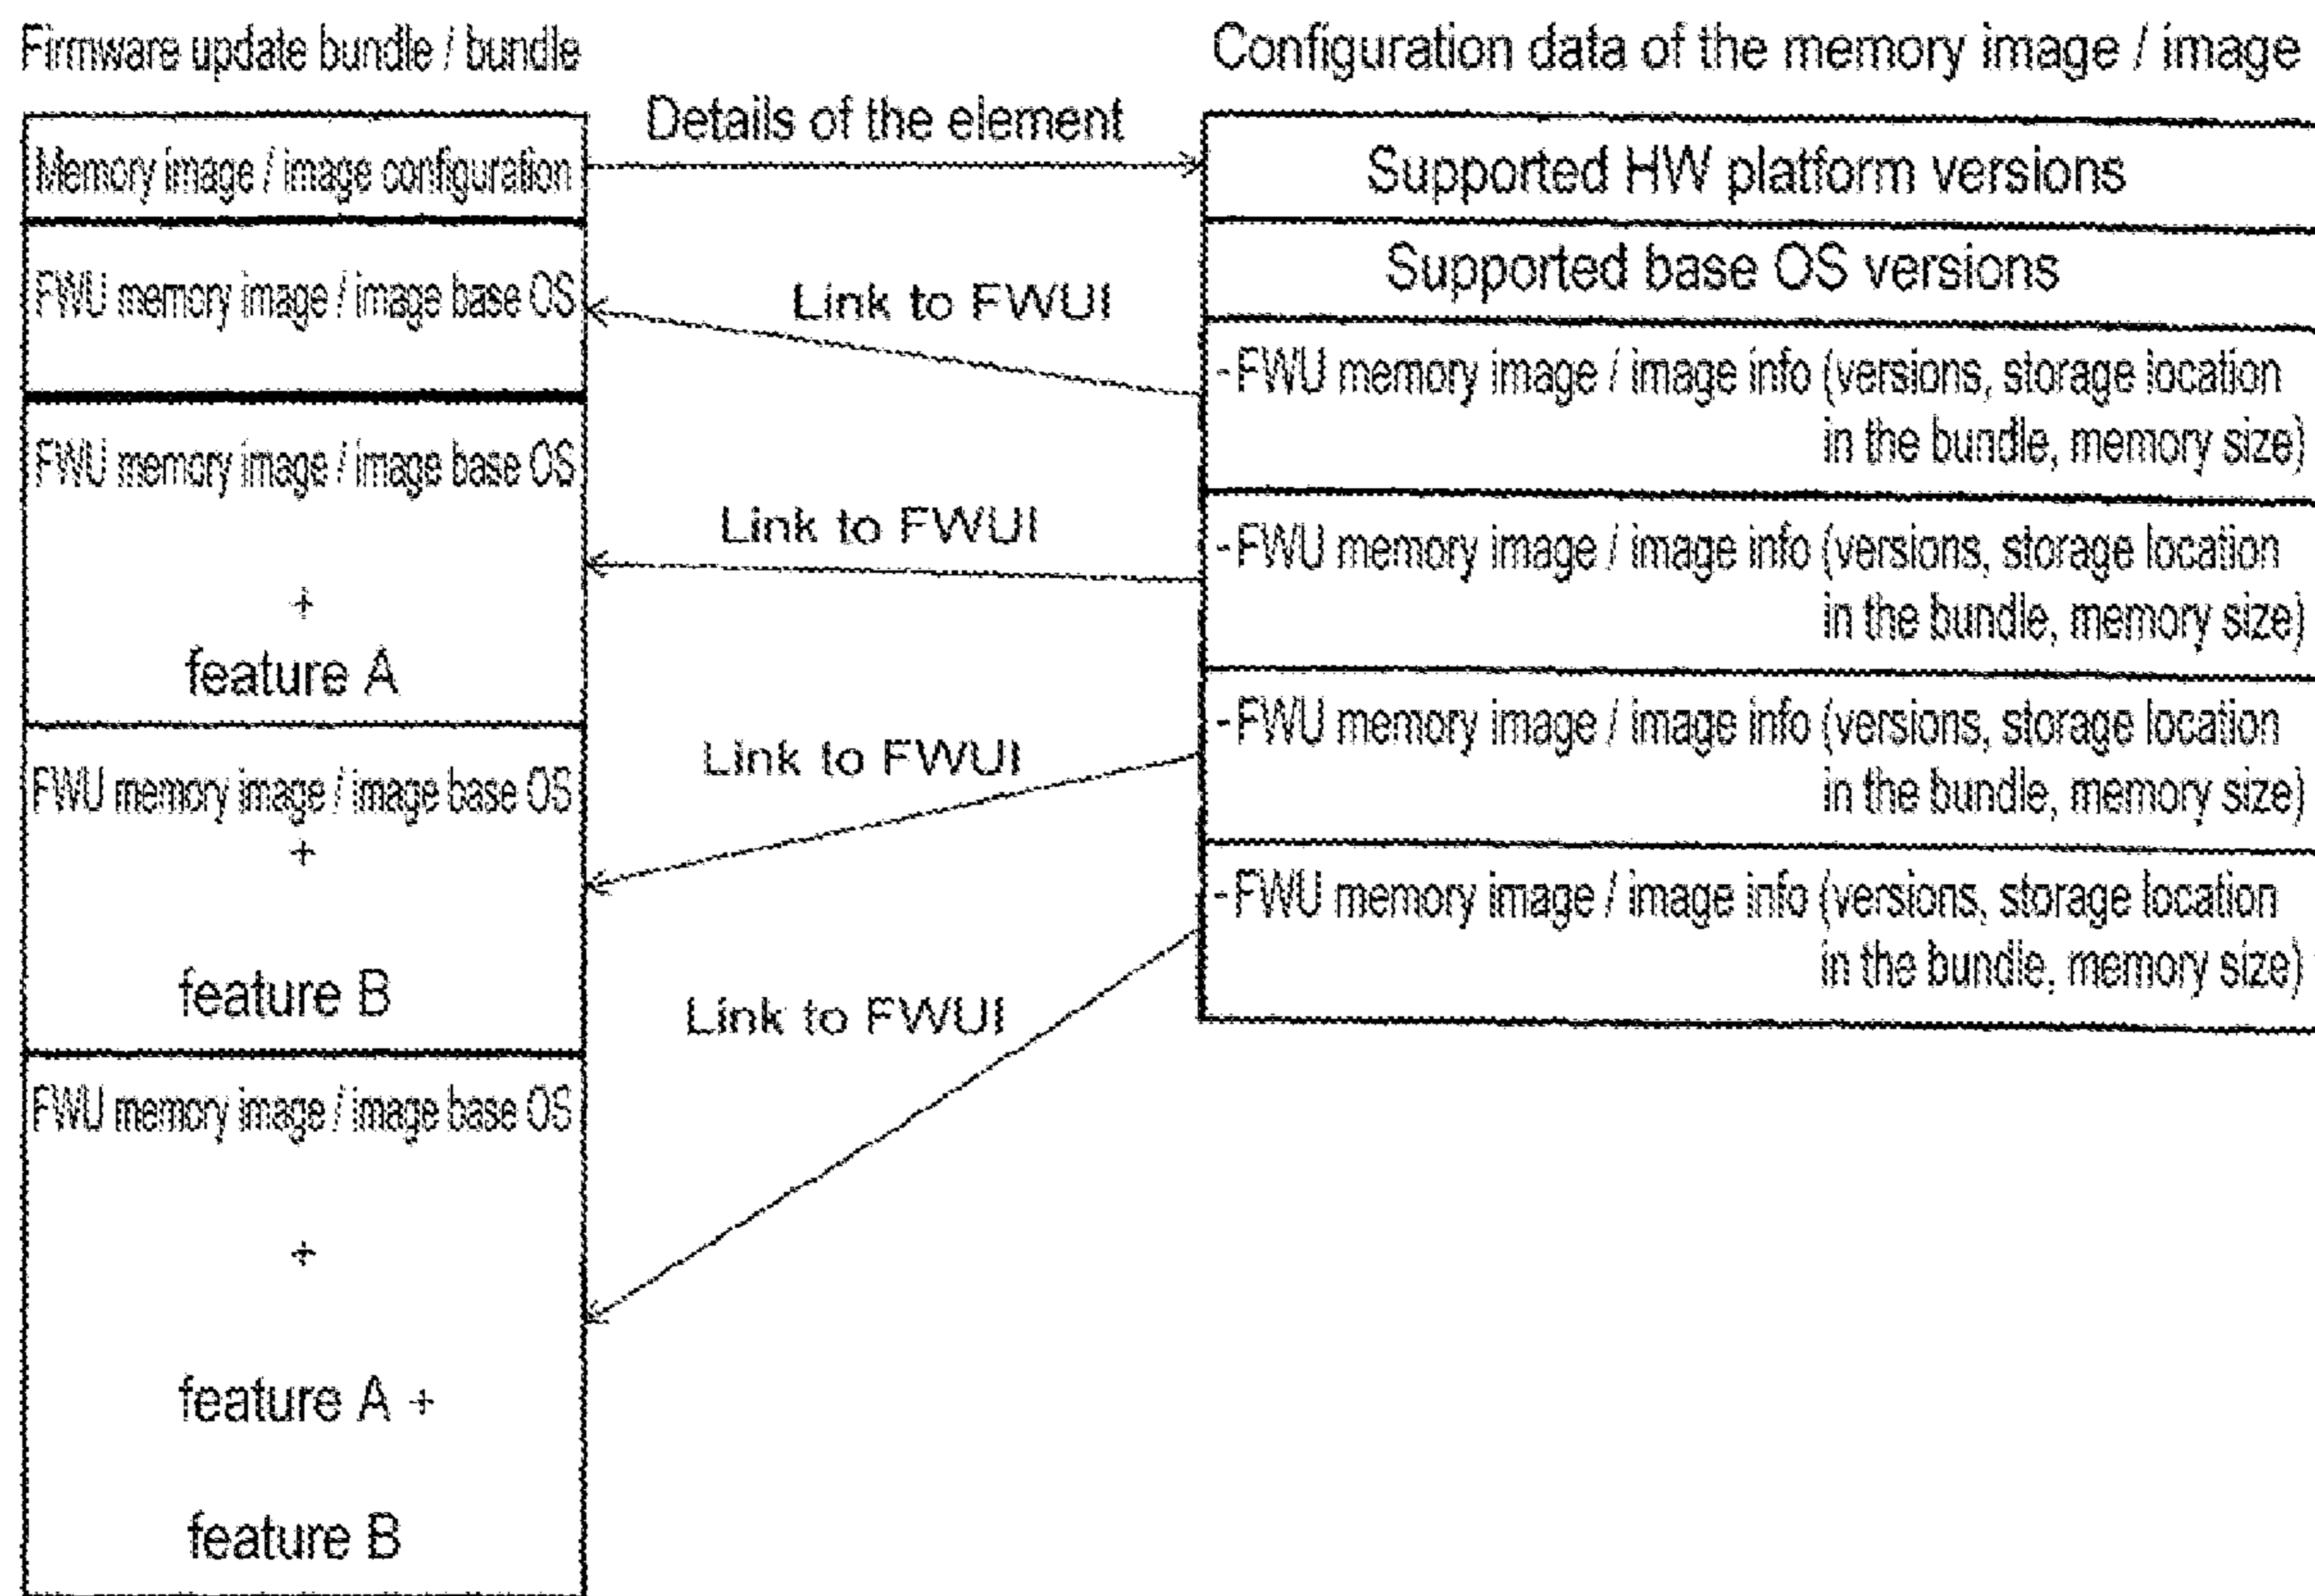 Firmware update bundle / bundle
Memory image / image configuration
FWU memory image / image base OS
FWU memory image / image base OS
+
feature A
FWU memory image / image base OS
+
feature B
FWU memory image / image base OS
+
feature A +
feature B
Details of the element
Link to FWUI
Link to FWUI
Link to FWUI
Link to FWUI
Configuration data of the memory image / image
Supported HW platform versions
Supported base OS versions
- FWU memory image / image info (versions, storage location
in the bundle, memory size)
- FWU memory image / image info (versions, storage location
in the bundle, memory size)
- FWU memory image / image info (versions, storage location
in the bundle, memory size)
- FWU memory image / image info (versions, storage location
in the bundle, memory size)